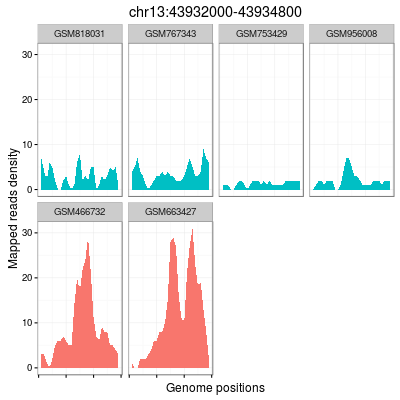 chr13:43932000-43934800
GSM818031 GSM767343 GSM753429 GSM956008
30
20
10
0
Mapped reads density
GSM466732 GSM663427
30
20
10
0
Genome positions